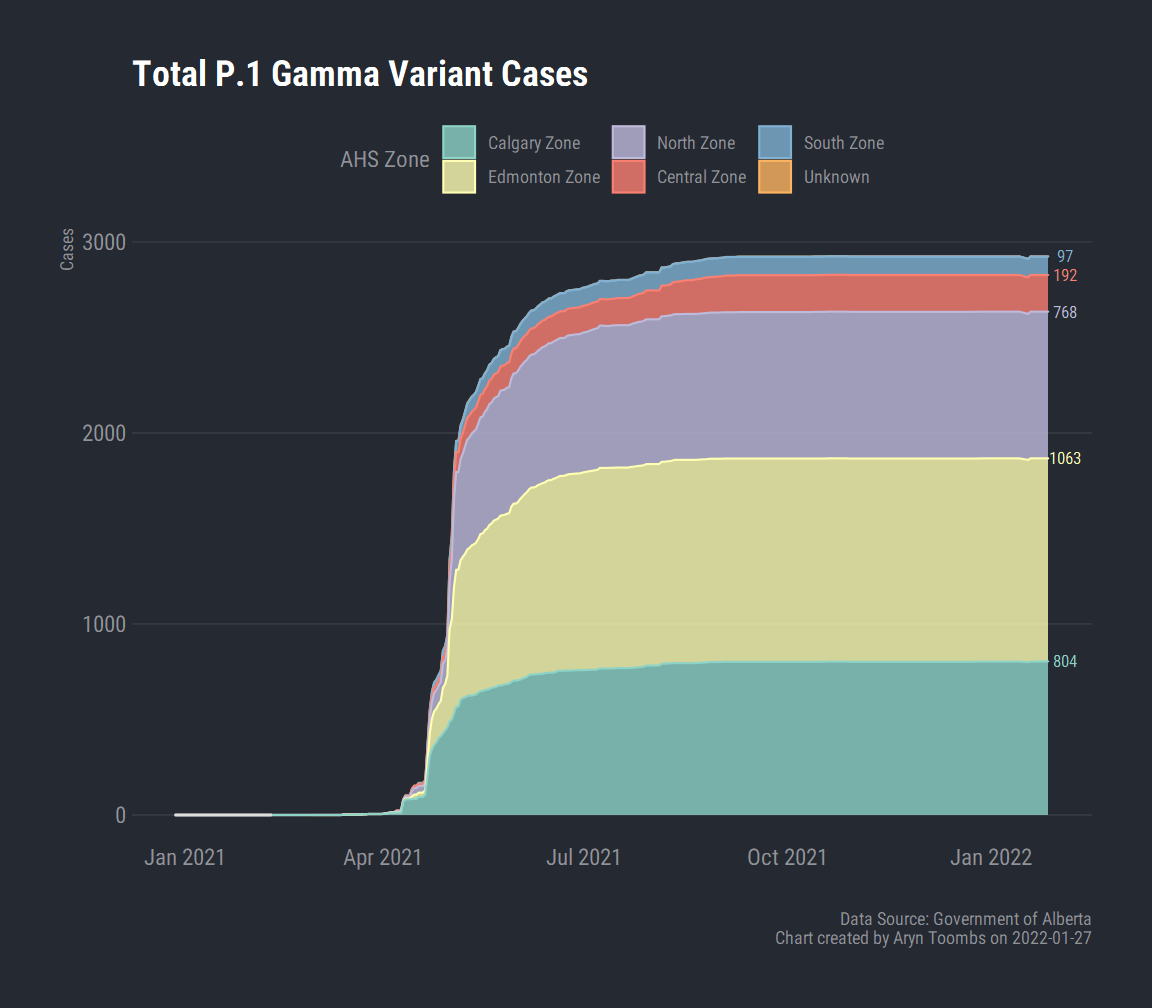 Total P.1 Gamma Variant Cases
AHS Zone
Calgary Zone
North Zone
South Zone
Edmonton Zone
Central Zone
Unknown
Cases
3000
2000
1000
0
97
192
768
1063
804
Jan 2021
Apr 2021
Jul 2021
Oct 2021
Jan 2022
Data Source: Government of Alberta
Chart created by Aryn Toombs on 2022-01-27